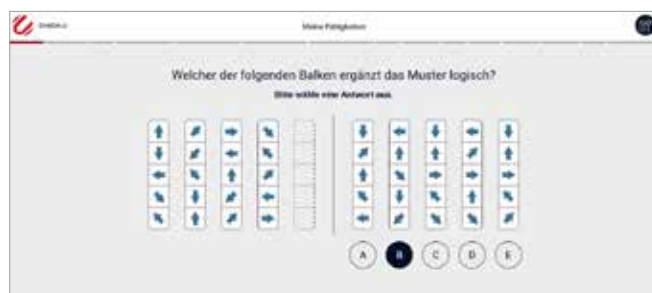 Meine Fähigkeiten
Welcher der folgenden Balken ergänzt das Muster logisch?
Bitte wähle eine Antwort aus.
A B C D E